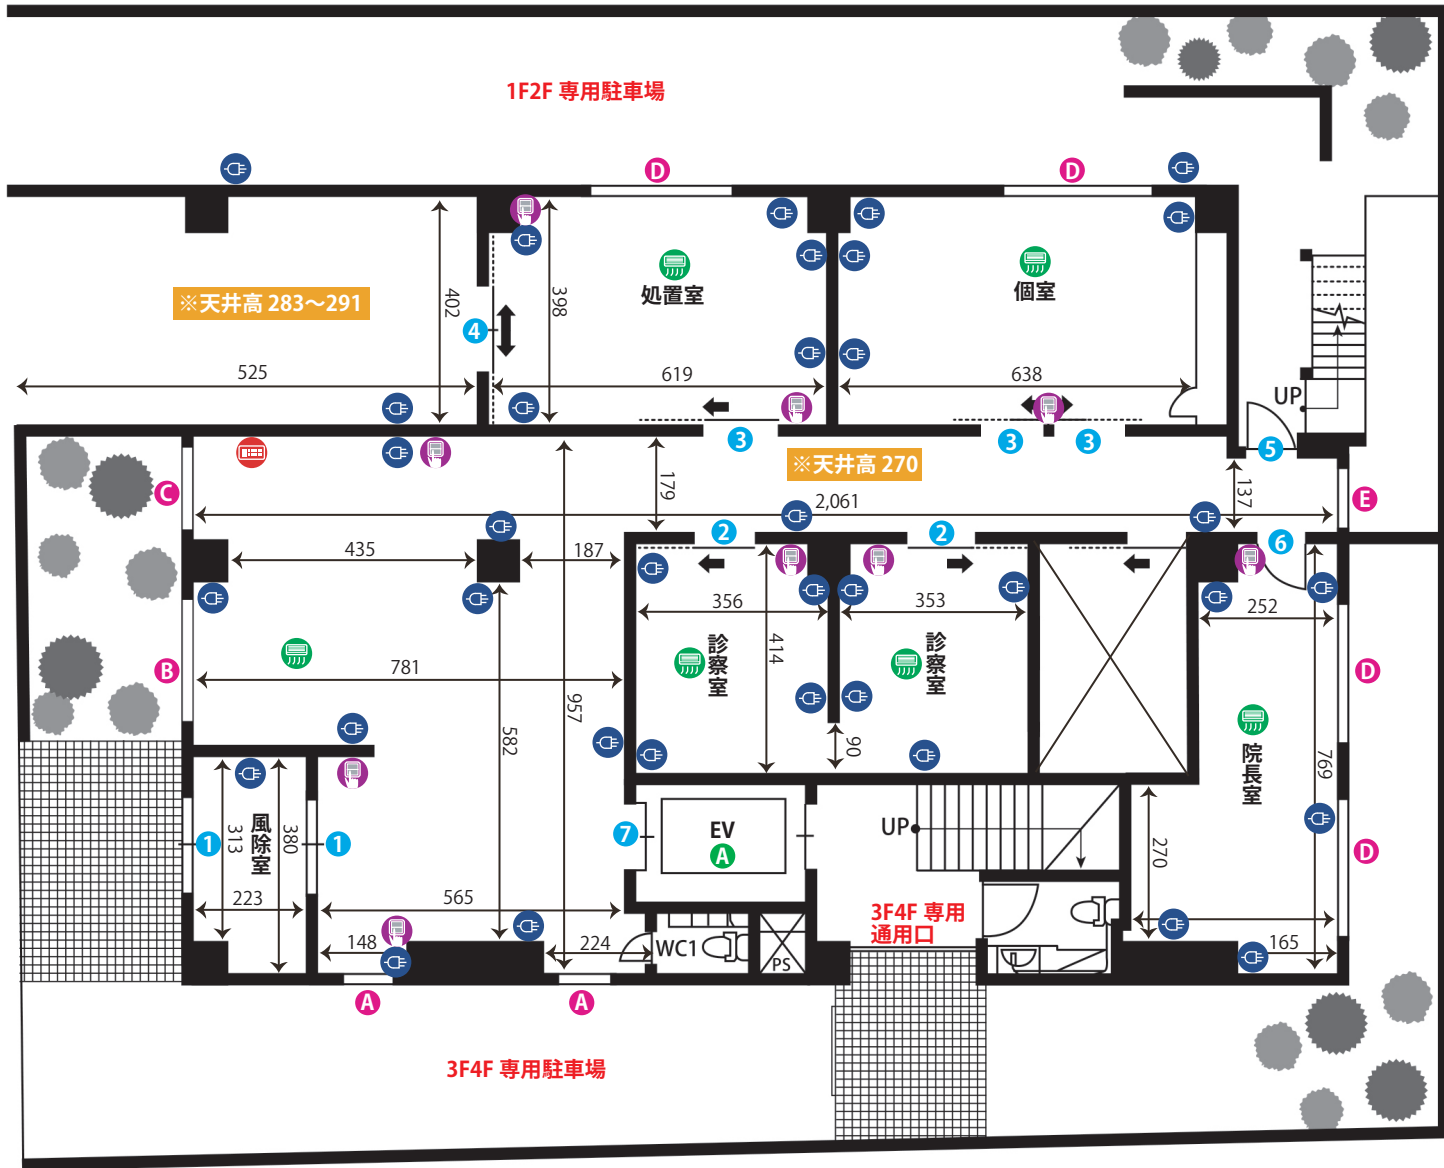 1F2F 専用駐車場
D
D
※天井高 283～291
402
398
処置室
個室
4
525
619
638
UP
3
3
3
5
※天井高 270
C
179
137
2,061
E
2
2
6
435
187
356
353
252
414
診察室
診察室
B
781
957
582
90
D
院長室
769
1
313
風除室
380
1
7
EV
A
UP
270
D
223
565
3F4F 専用
通用口
148
224
WC1
PS
165
A
A
3F4F 専用駐車場